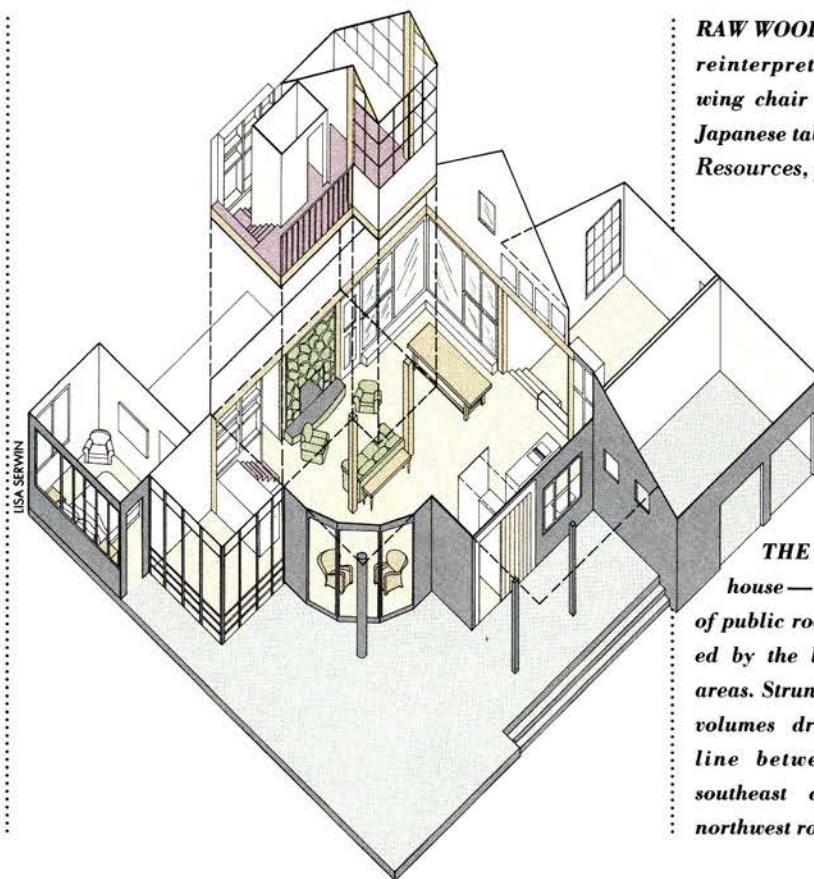 RAW WOOD
reinterpret
wing chair
Japanese tal
Resources,
LISA SERWIN
THE
house—
of public roo
ed by the l
areas. Strun
volumes dr
line betwe
southeast
northwest ro